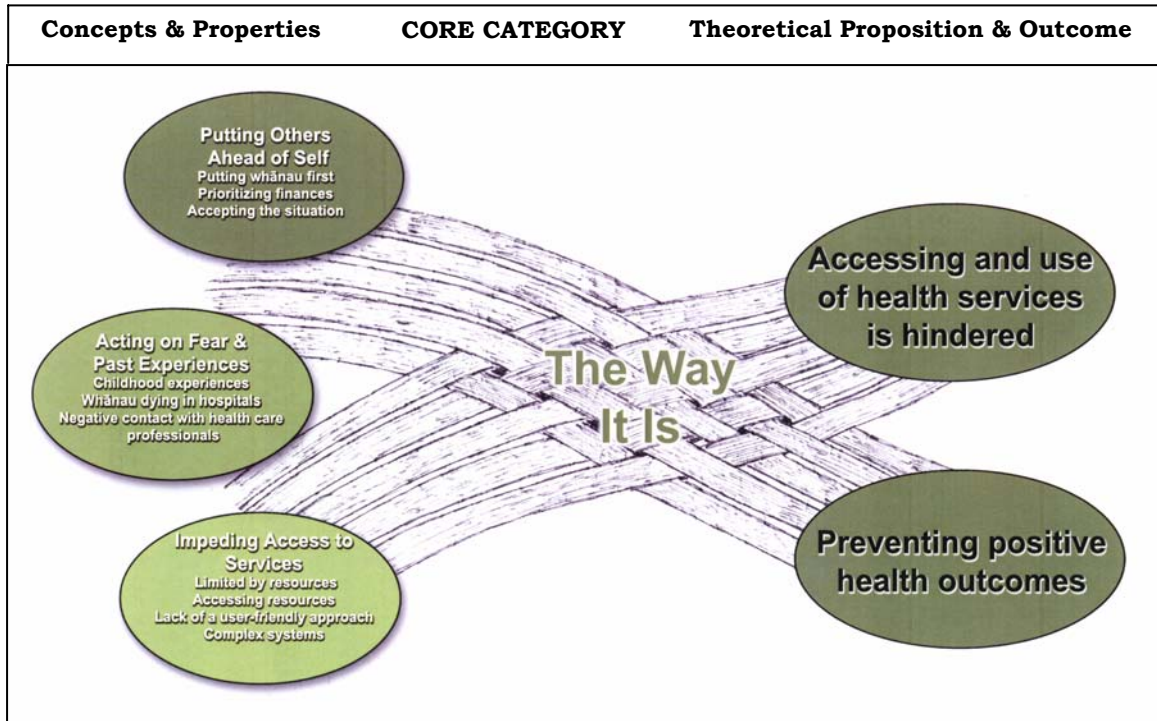 Concepts & Properties
CORE CATEGORY
Theoretical Proposition & Outcome
Putting Others
Ahead of Self
Putting whānau first
Prioritizing finances
Accepting the situation
Acting on Fear &
Past Experiences
Childhood experiences
Whānau dying in hospitals
Negative contact with health care
professionals
Impeding Access to
Services
Limited by resources
Accessing resources
Lack of a user-friendly approach
Complex systems
The Way
It Is
Accessing and use
of health services
is hindered
Preventing positive
health outcomes